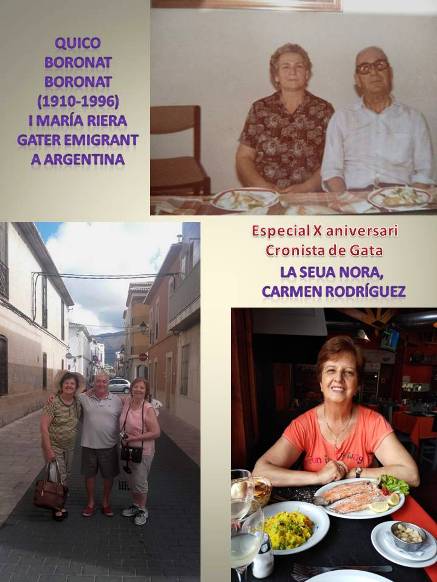 QUICO
BORONAT
BORONAT
(1910-1996)
I MARÍA RIERA
GATER EMIGRANT
A ARGENTINA
Especial X aniversari
Cronista de Gata
LA SEUA NORA,
CARMEN RODRÍGUEZ